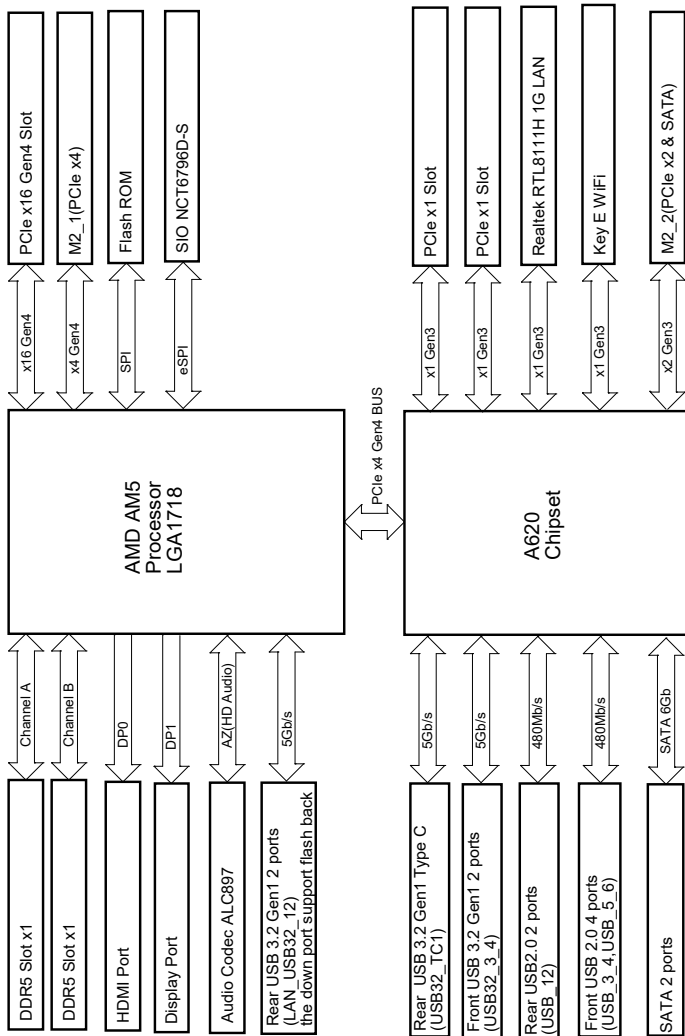 PCIe x16 Gen4 Slot
M2_1(PCIe x4)
Flash ROM
SIO NCT6796D-S
x16 Gen4
x4 Gen4
SPI
eSPI
AMD AM5
Processor
LGA1718
Channel A
Channel B
DP0
DP1
AZ(HD Audio)
5Gb/s
DDR5 Slot x1
DDR5 Slot x1
HDMI Port
Display Port
Audio Codec ALC897
Rear USB 3.2 Gen1 2 ports
(LAN_USB32_12)
the down port support flash back
PCIe x4 Gen4 BUS
PCIe x1 Slot
PCIe x1 Slot
Realtek RTL8111H 1G LAN
Key E WiFi
M2_2(PCIe x2 & SATA)
x1 Gen3
x1 Gen3
x1 Gen3
x1 Gen3
x2 Gen3
A620
Chipset
5Gb/s
5Gb/s
480Mb/s
480Mb/s
SATA 6Gb
Rear USB 3.2 Gen1 Type C
(USB32_TC1)
Front USB 3.2 Gen1 2 ports
(USB32_3_4)
Rear USB2.0 2 ports
(USB_12)
Front USB 2.0 4 ports
(USB_3_4,USB_5_6)
SATA 2 ports